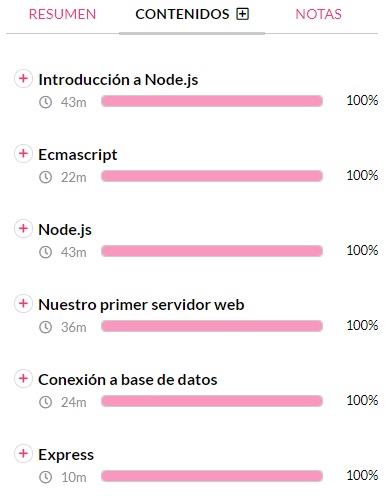 RESUMEN CONTENIDOS NOTAS
Introducción a Node.js
43m 100%
Ecmascript
22m 100%
Node.js
43m 100%
Nuestro primer servidor web
36m 100%
Conexión a base de datos
24m 100%
Express
10m 100%